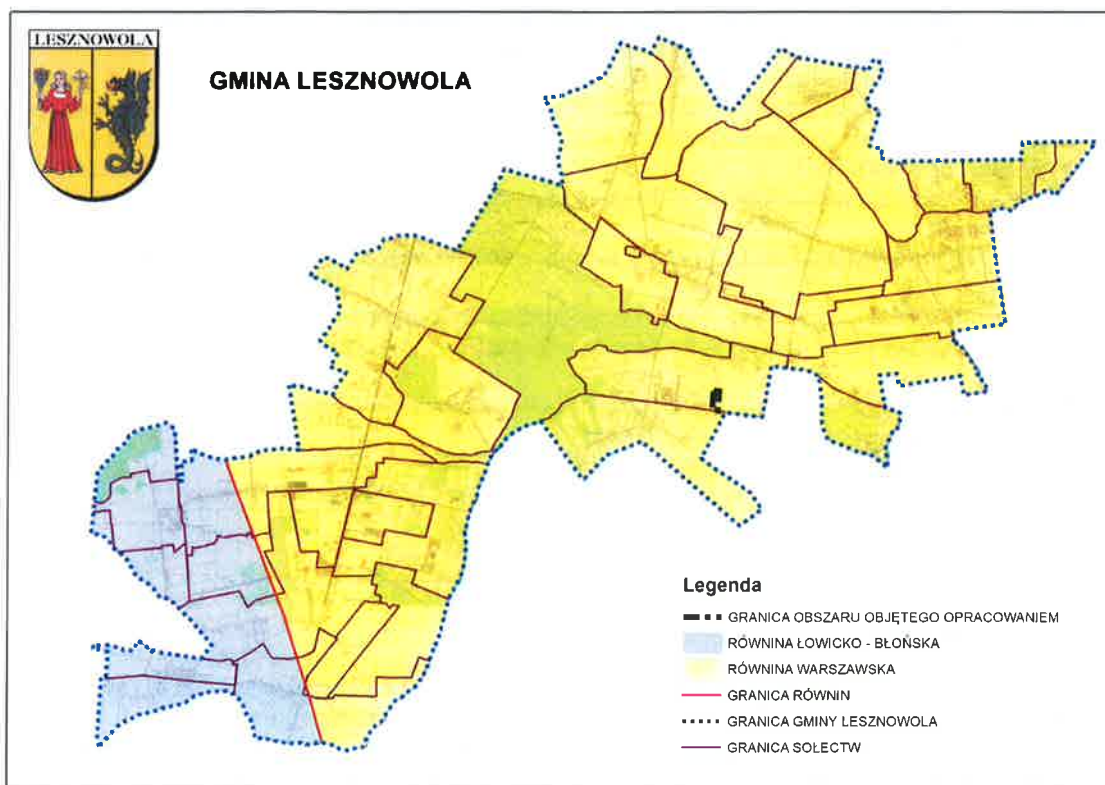 LESZNOWOLA
GMINA LESZNOWOLA
Legenda
GRANICA OBSZARU OBJĘTEGO OPRACOWANIEM
RÓWNINA ŁOWICKO - BŁOŃSKA
RÓWNINA WARSZAWSKA
GRANICA RÓWNIN
GRANICA GMINY LESZNOWOLA
GRANICA SOŁECTW